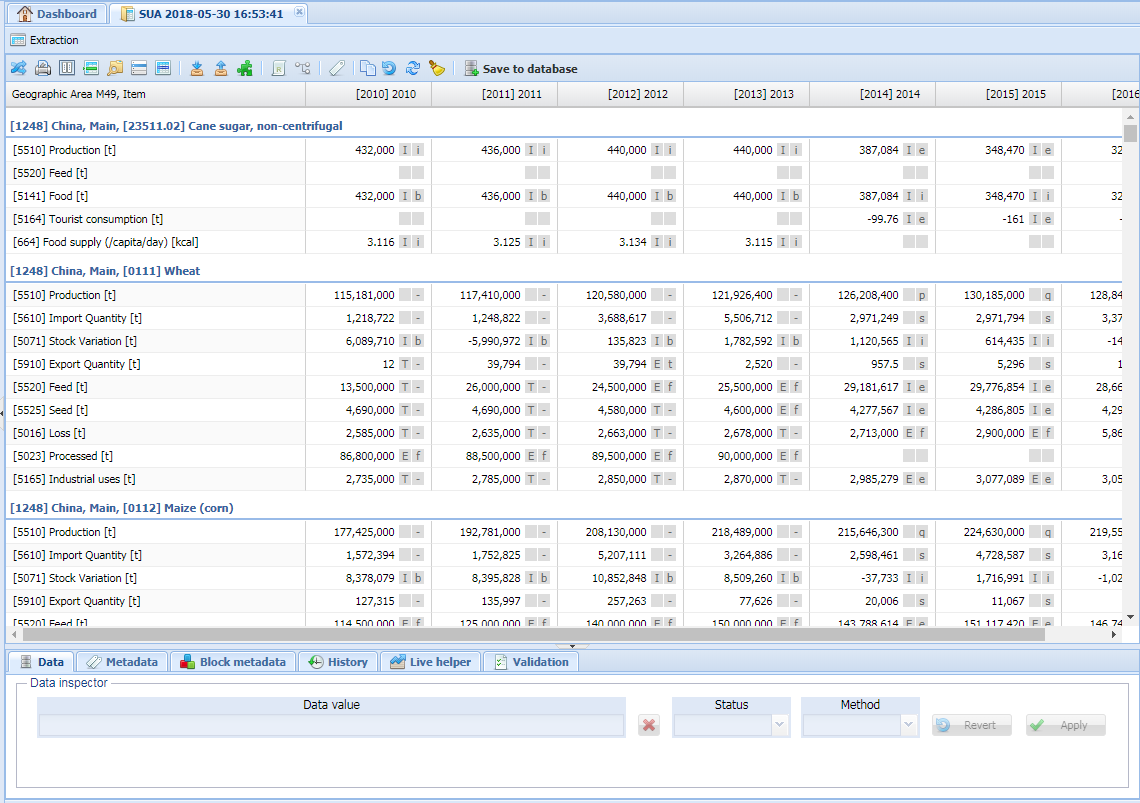 Dashboard SUA 2018-05-30 16:53:41
Extraction
Save to database
Geographic Area M49, Item [2010] 2010 [2011] 2011 [2012] 2012 [2013] 2013 [2014] 2014 [2015] 2015 [2016
[1248] China, Main, [23511.02] Cane sugar, non-centrifugal
[5510] Production [t] 432,000 I i 436,000 I i 440,000 I i 440,000 I i 387,084 I e 348,470 I e 32
[5520] Feed [t]
[5141] Food [t] 432,000 I b 436,000 I b 440,000 I b 440,000 I b 387,084 I i 348,470 I i 32
[5164] Tourist consumption [t] -99.76 I e -161 I e -
[664] Food supply (/capita/day) [kcal] 3.116 I i 3.125 I i 3.134 I i 3.115 I i
[1248] China, Main, [0111] Wheat
[5510] Production [t] 115,181,000 - 117,410,000 - 120,580,000 - 121,926,400 - 126,208,400 p 130,185,000 q 128,84
[5610] Import Quantity [t] 1,218,722 - 1,248,822 - 3,688,617 - 5,506,712 - 2,971,249 s 2,971,794 s 3,37
[5071] Stock Variation [t] 6,089,710 I b -5,990,972 I b 135,823 I b 1,782,592 I b 1,120,565 I i 614,435 I i -14
[5910] Export Quantity [t] 12 T - 39,794 - 39,794 E t 2,520 - 957.5 s 5,296 s 1
[5520] Feed [t] 13,500,000 T - 26,000,000 T - 24,500,000 E f 25,500,000 E f 29,181,617 I e 29,776,854 I e 28,66
[5525] Seed [t] 4,690,000 T - 4,690,000 T - 4,580,000 T - 4,600,000 E f 4,277,567 I e 4,286,805 I e 4,29
[5016] Loss [t] 2,585,000 T - 2,635,000 T - 2,663,000 T - 2,678,000 T - 2,713,000 E f 2,900,000 E f 5,86
[5023] Processed [t] 86,800,000 E f 88,500,000 E f 89,500,000 E f 90,000,000 E f
[5165] Industrial uses [t] 2,735,000 T - 2,785,000 T - 2,850,000 T - 2,870,000 T - 2,985,279 E e 3,077,089 E e 3,05
[1248] China, Main, [0112] Maize (corn)
[5510] Production [t] 177,425,000 - 192,781,000 - 208,130,000 - 218,489,000 - 215,646,300 q 224,630,000 q 219,55
[5610] Import Quantity [t] 1,572,394 - 1,752,825 - 5,207,111 - 3,264,886 - 2,598,461 s 4,728,587 s 3,16
[5071] Stock Variation [t] 8,378,079 I b 8,395,828 I b 10,852,848 I b 8,509,260 I b -37,733 I i 1,716,991 I i -1,02
[5910] Export Quantity [t] 127,315 - 135,997 - 257,263 - 77,626 - 20,006 s 11,067 s
[5520] Feed [t] 114,500,000 E f 125,000,000 E f 140,000,000 E f 150,000,000 E f 143,788,614 E e 151,117,420 E e 146,74
Data Metadata Block metadata History Live helper Validation
Data inspector
Data value Status Method
Revert Apply